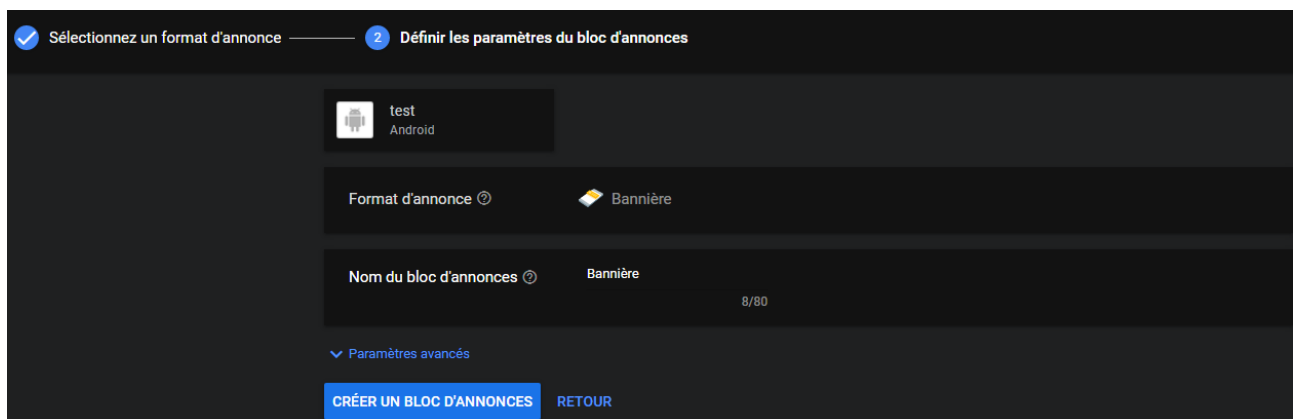 Sélectionnez un format d'annonce
2 Définir les paramètres du bloc d'annonces
test
Android
Format d'annonce ?
Bannière
Nom du bloc d'annonces ?
Bannière
8/80
Paramètres avancés
CRÉER UN BLOC D'ANNONCES RETOUR